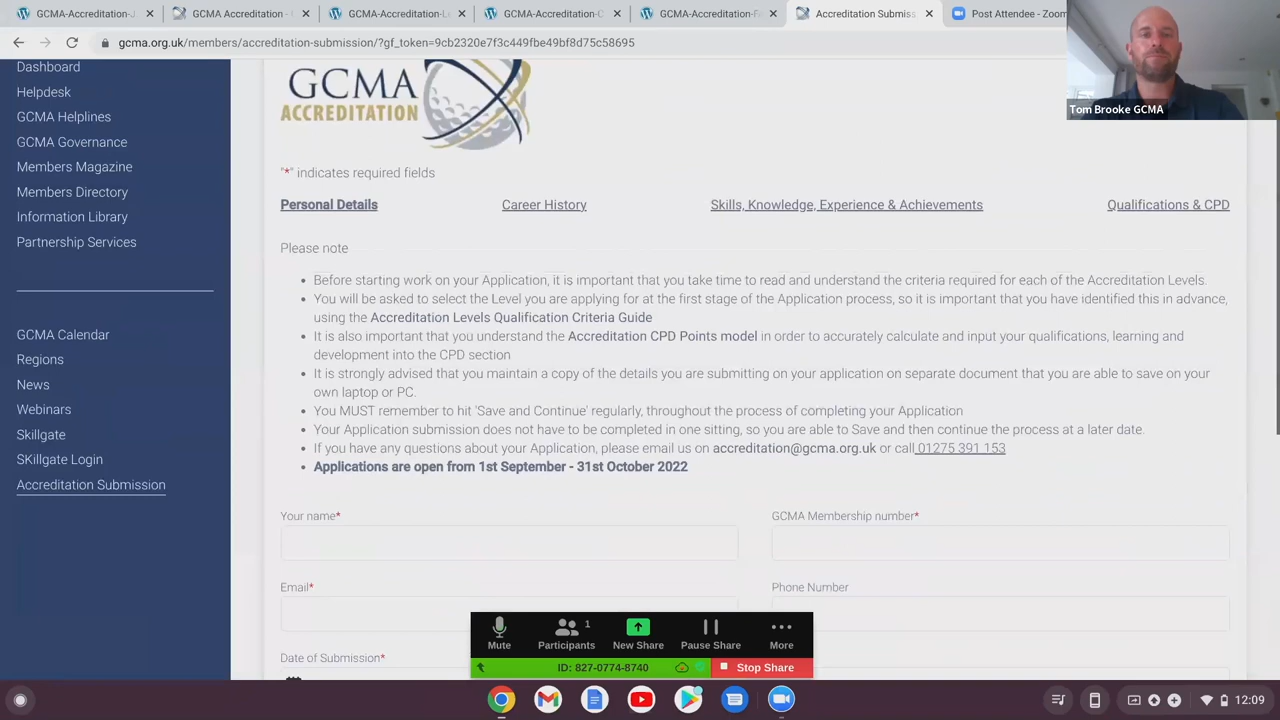 GCMA-Accreditation-J
GCMA Accreditation -
GCMA-Accreditation-Le
GCMA-Accreditation-C
GCMA-Accreditation-FA
Accreditation Submiss
Post Attendee - Zoom
gcma.org.uk/members/accreditation-submission/?gf_token=9cb2320e7f3c449fbe49bf8d75c58695
Tom Brooke GCMA
Dashboard
Helpdesk
GCMA Helplines
GCMA Governance
Members Magazine
Members Directory
Information Library
Partnership Services
GCMA Calendar
Regions
News
Webinars
Skillgate
SKillgate Login
Accreditation Submission
GCMA
ACCREDITATION
"*" indicates required fields
Personal Details Career History Skills, Knowledge, Experience & Achievements Qualifications & CPD
Please note
Before starting work on your Application, it is important that you take time to read and understand the criteria required for each of the Accreditation Levels.
You will be asked to select the Level you are applying for at the first stage of the Application process, so it is important that you have identified this in advance,
using the Accreditation Levels Qualification Criteria Guide
It is also important that you understand the Accreditation CPD Points model in order to accurately calculate and input your qualifications, learning and
development into the CPD section
It is strongly advised that you maintain a copy of the details you are submitting on your application on separate document that you are able to save on your
own laptop or PC.
You MUST remember to hit 'Save and Continue' regularly, throughout the process of completing your Application
Your Application submission does not have to be completed in one sitting, so you are able to Save and then continue the process at a later date.
If you have any questions about your Application, please email us on accreditation@gcma.org.uk or call 01275 391 153
Applications are open from 1st September - 31st October 2022
Your name* GCMA Membership number*
Email* Phone Number
Date of Submission*
Mute Participants 1 New Share Pause Share More
ID: 827-0774-8740 Stop Share
12:09